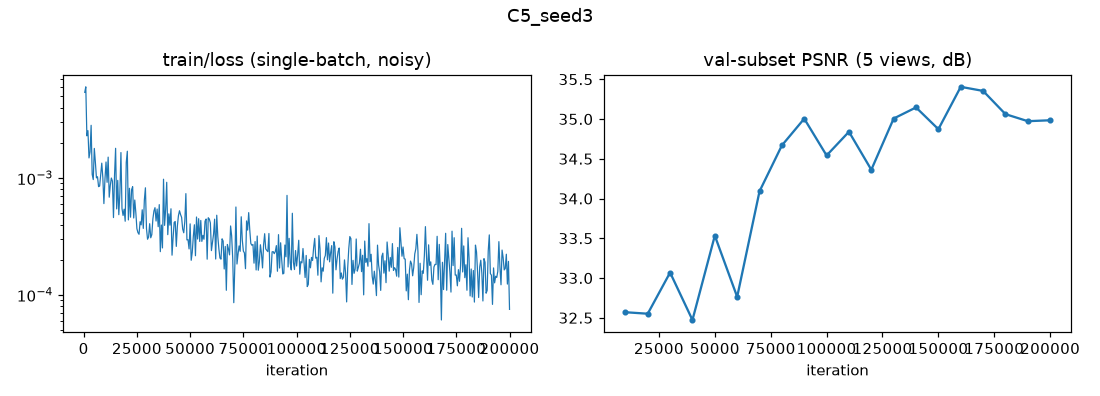 C5_seed3
train/loss (single-batch, noisy)
val-subset PSNR (5 views, dB)
10⁻³
10⁻⁴
0 25000 50000 75000 100000 125000 150000 175000 200000
iteration
35.5
35.0
34.5
34.0
33.5
33.0
32.5
25000 50000 75000 100000 125000 150000 175000 200000
iteration